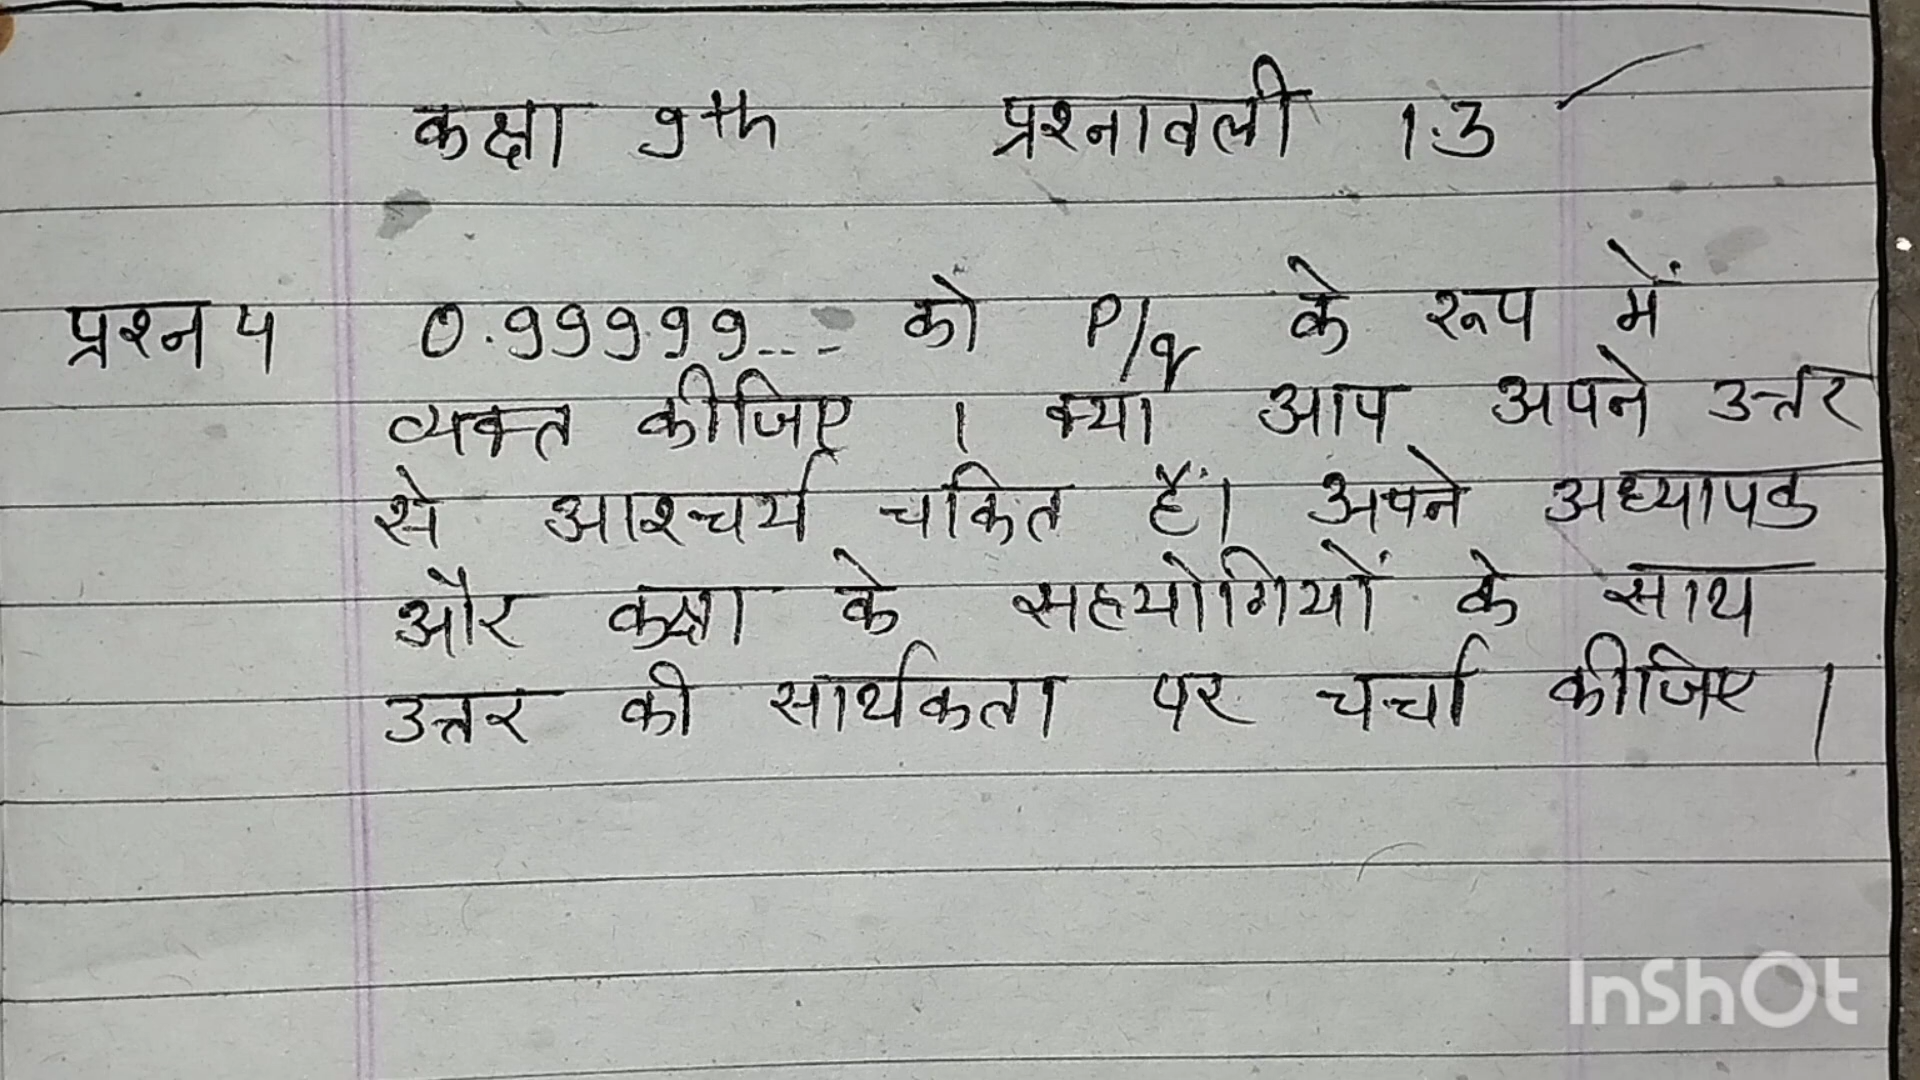 कक्षा 9th प्रश्नावली 1.3
प्रश्न 4 0.99999--- को P/q के रूप में
व्यक्त कीजिए । क्या आप अपने उत्तर
से आश्चर्य चकित हैं। अपने अध्यापक
और कक्षा के सहयोगियों के साथ
उत्तर की सार्थकता पर चर्चा कीजिए ।
InShOt